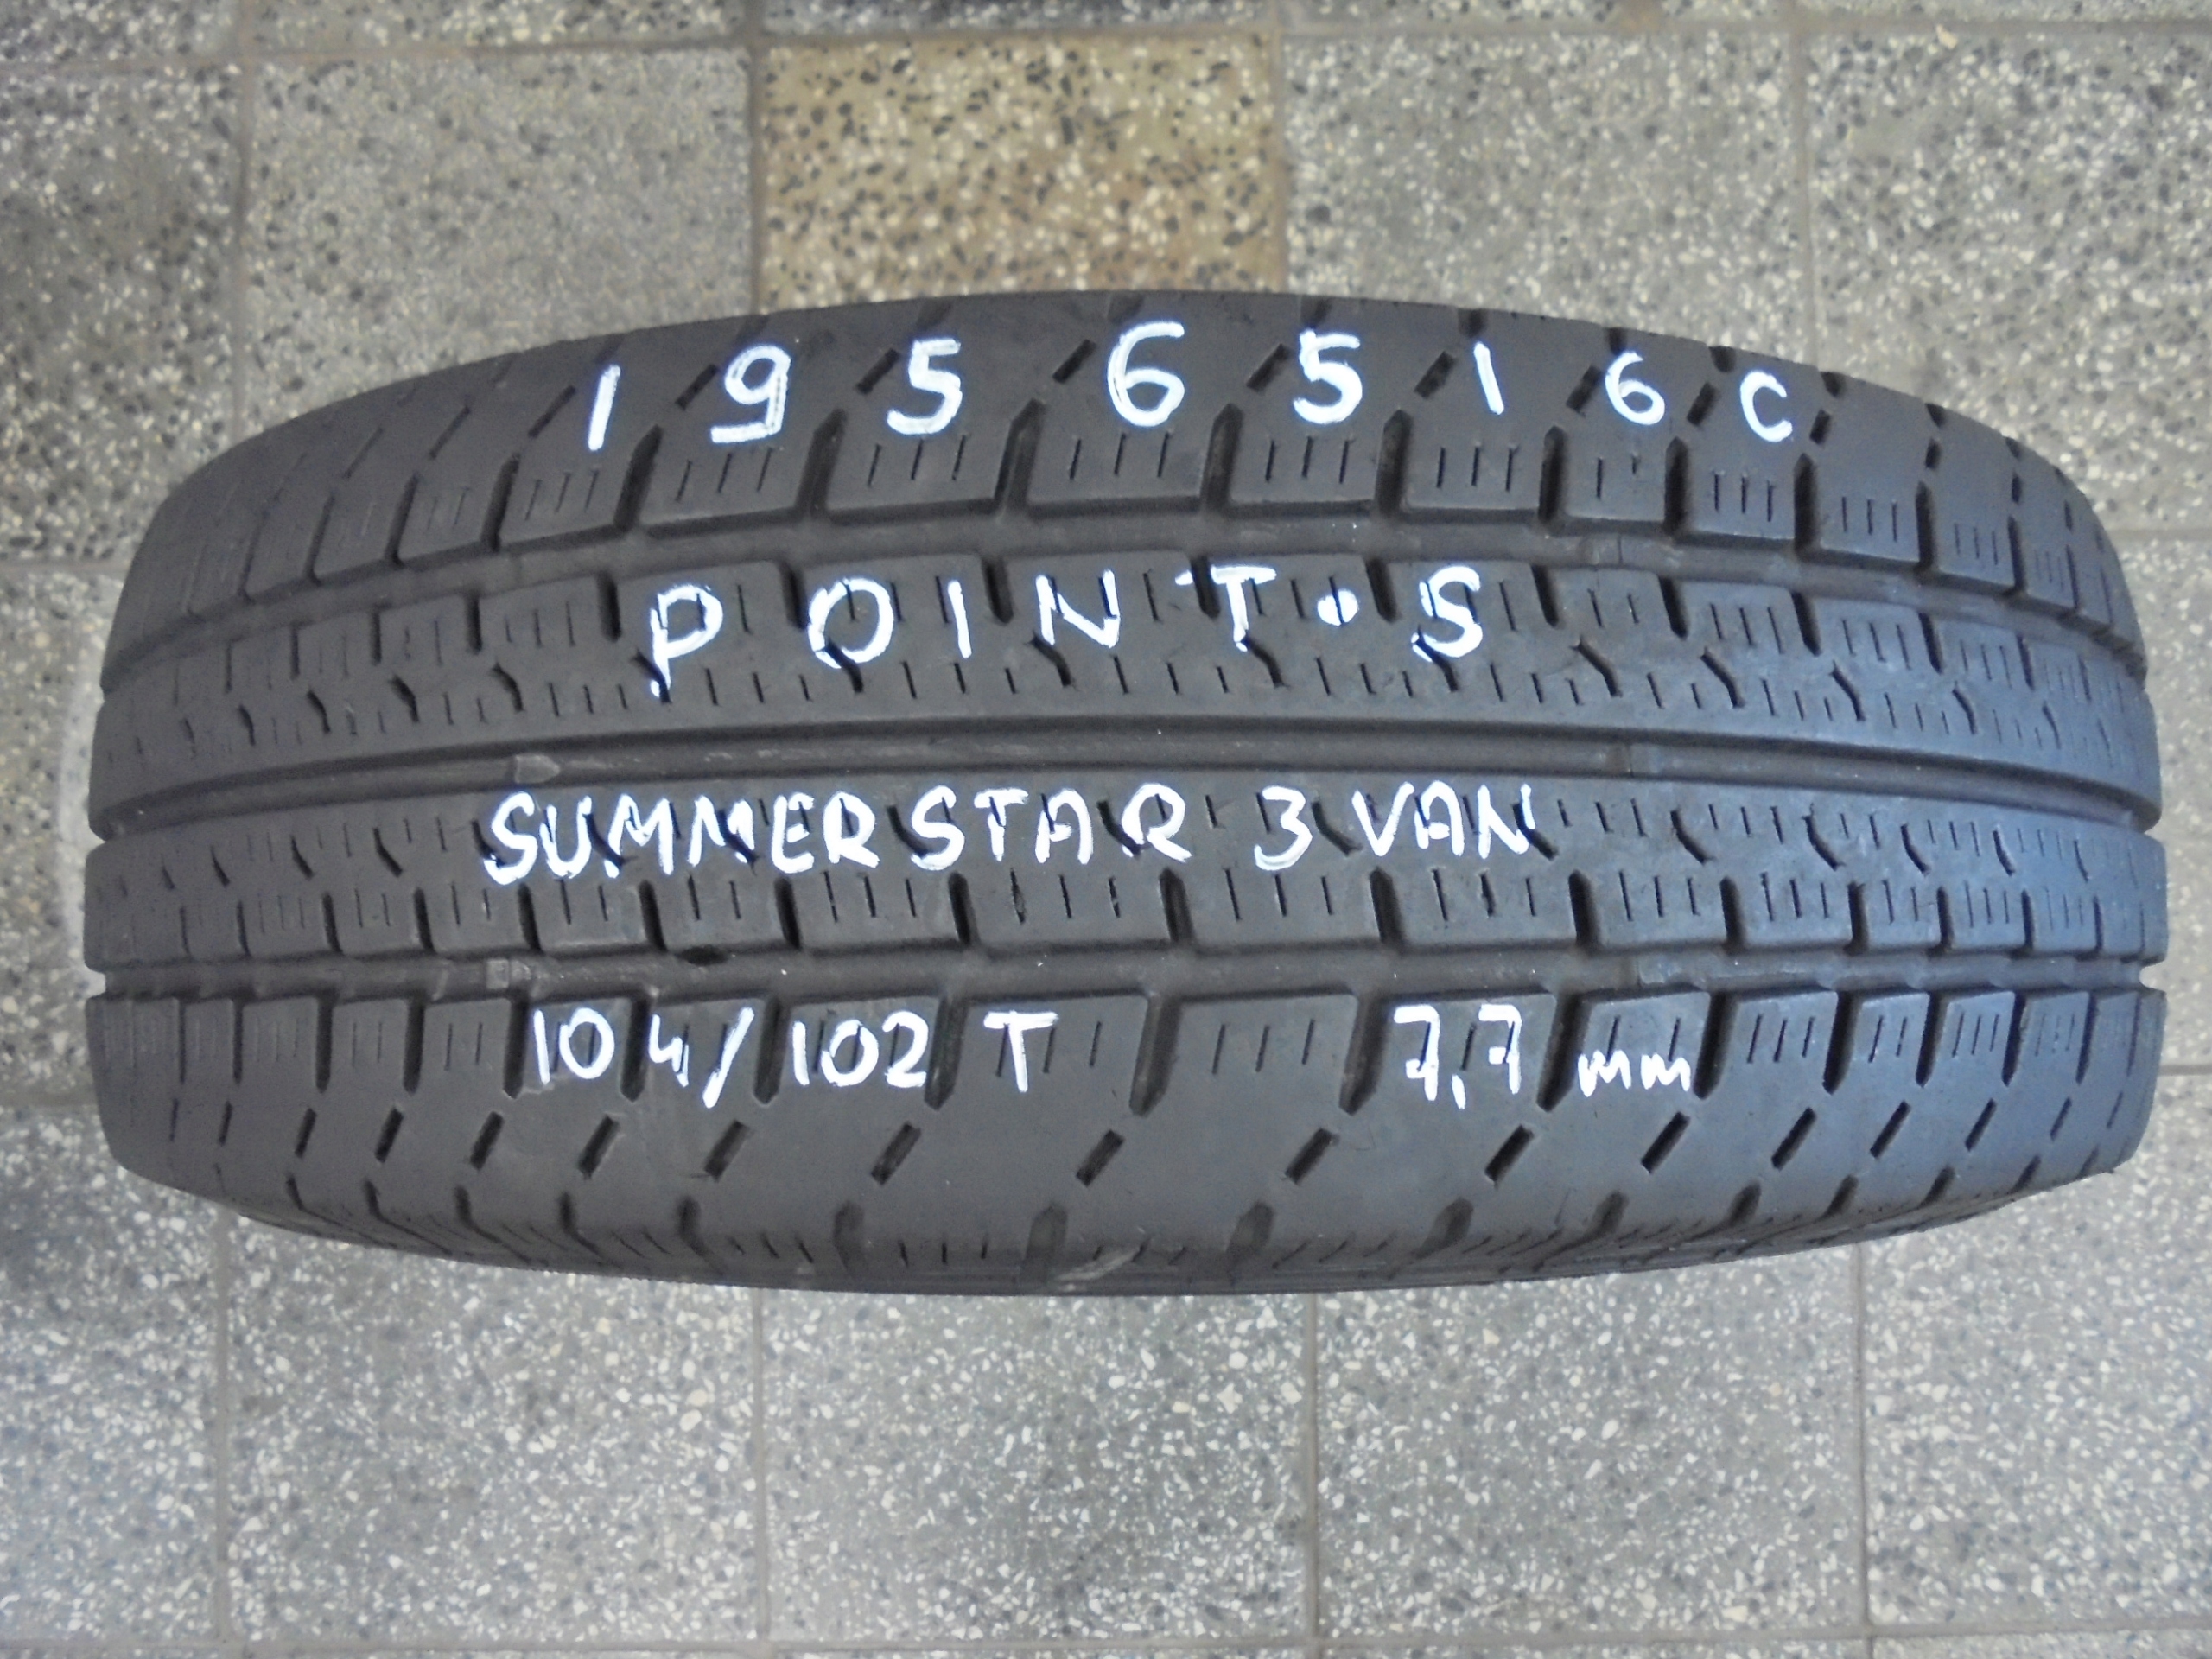 195 65 16 C
POINT·S
SUMMERSTAR 3 VAN
104/102 T 7,7 mm